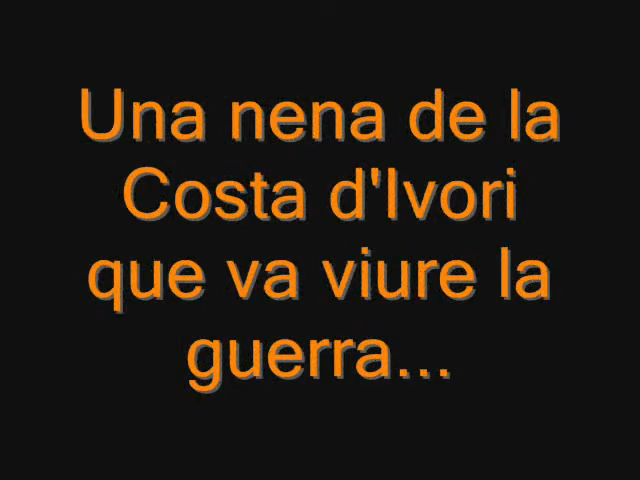 Una nena de la
Costa d'Ivori
que va viure la
guerra...